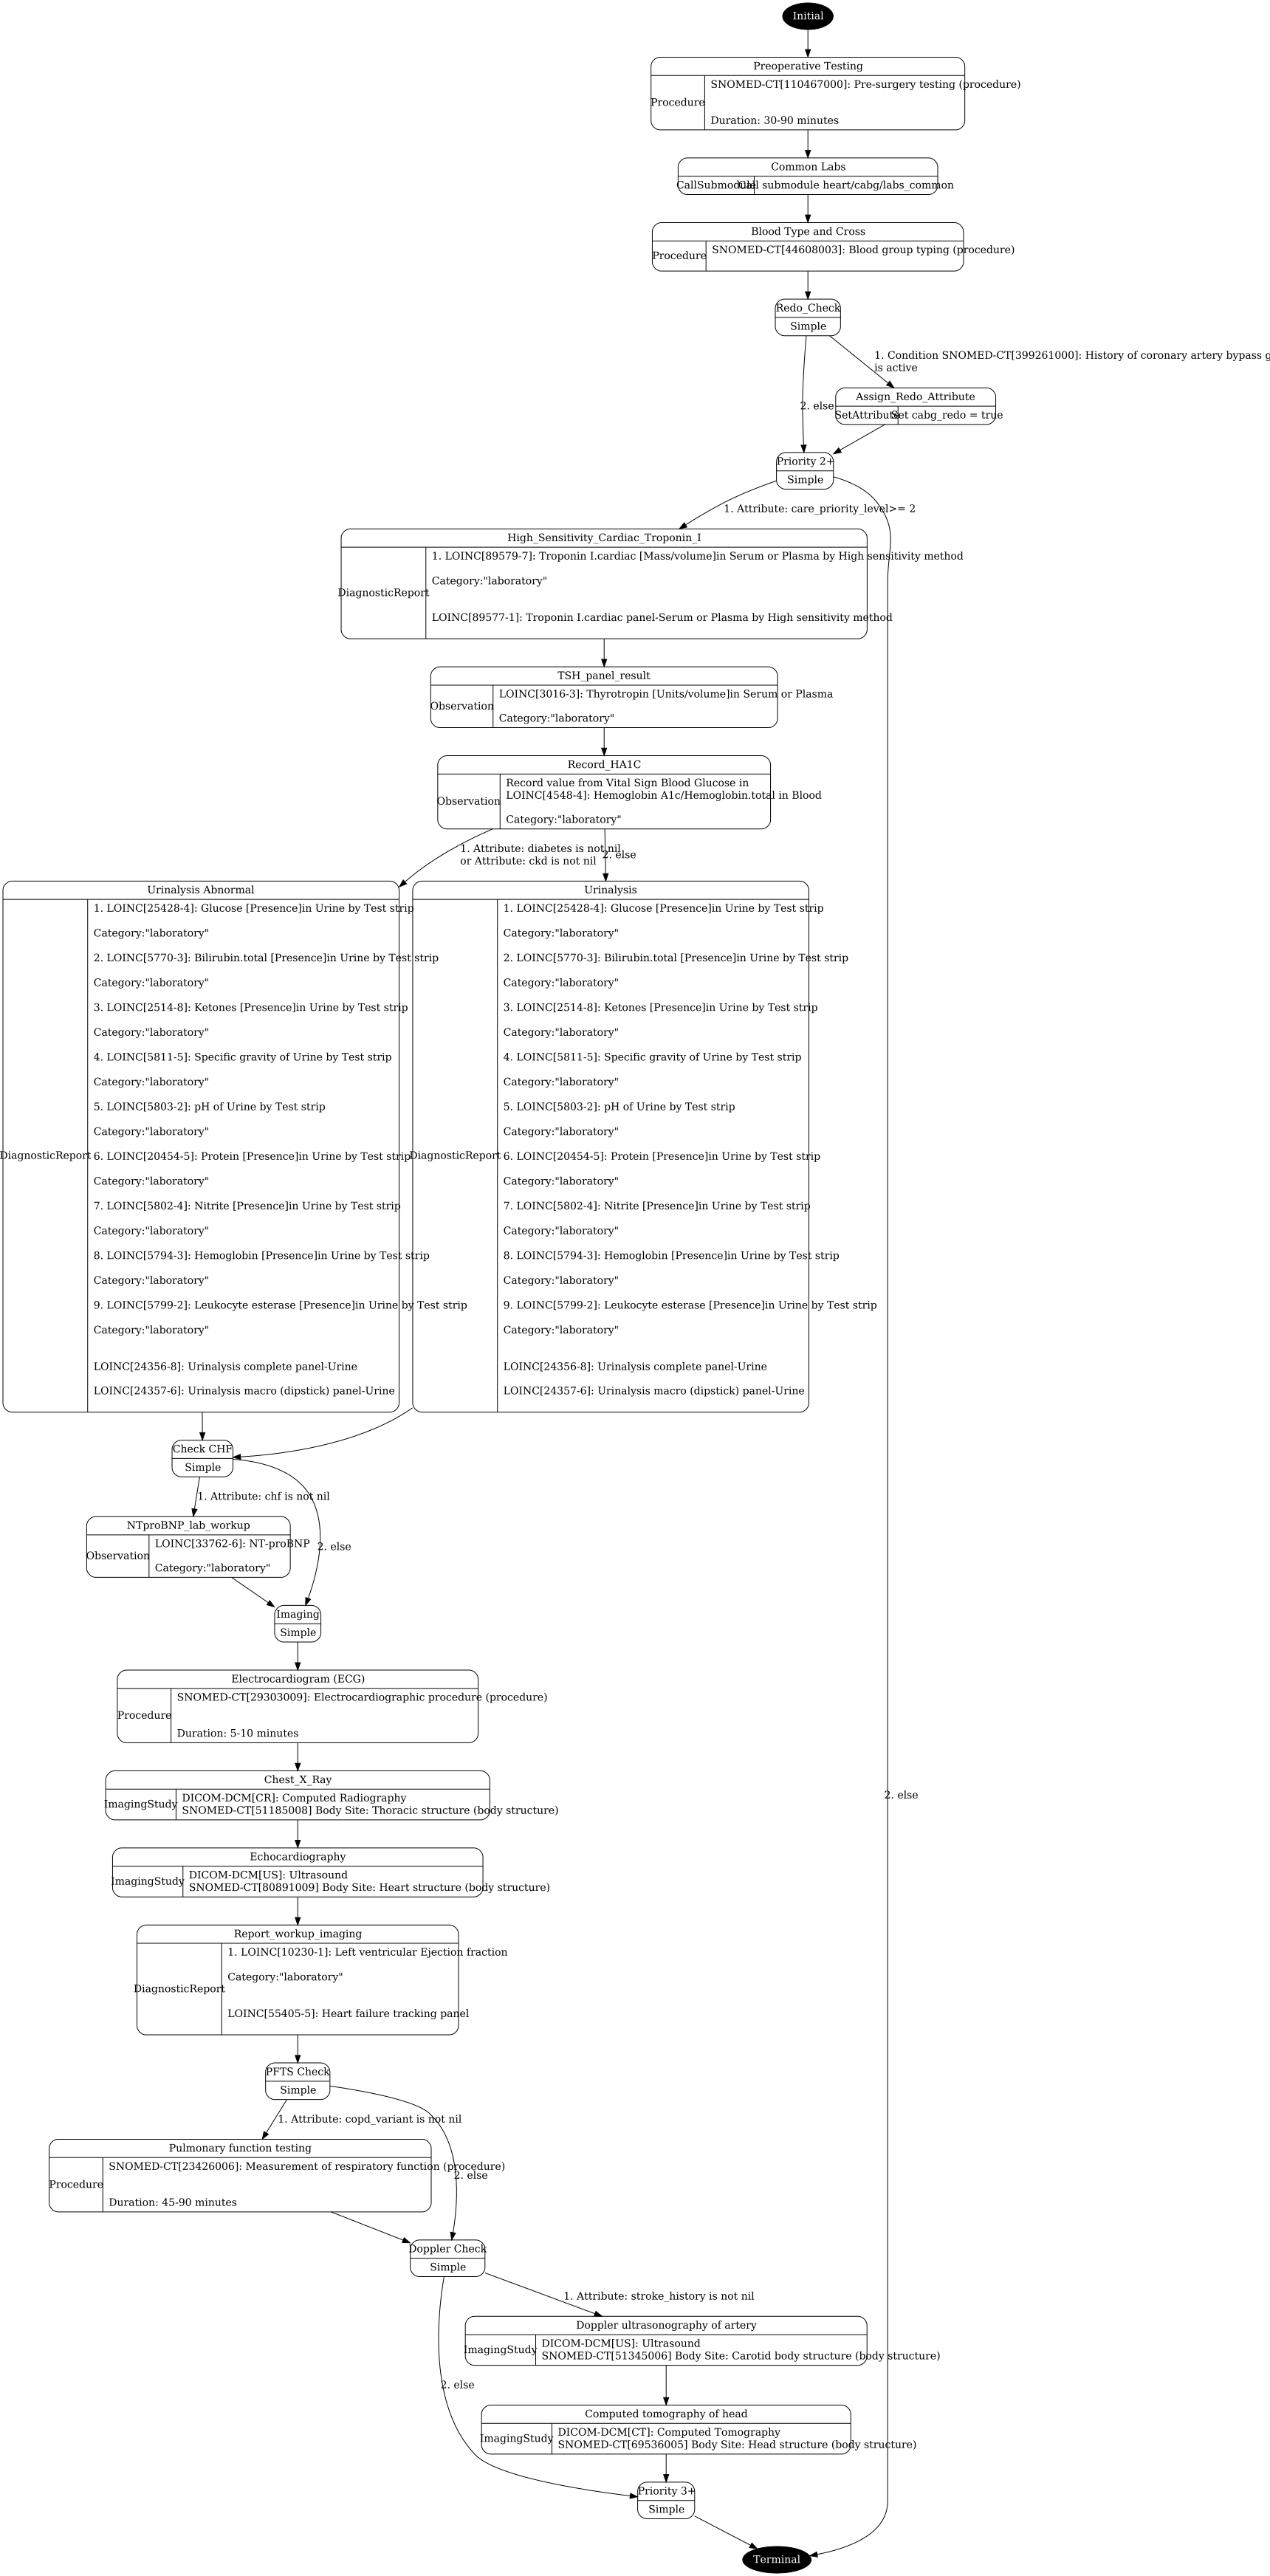 Initial
Preoperative Testing
Procedure
SNOMED-CT[110467000]: Pre-surgery testing (procedure)
Duration: 30-90 minutes
Common Labs
CallSubmodule
Call submodule heart/cabg/labs_common
Blood Type and Cross
Procedure
SNOMED-CT[44608003]: Blood group typing (procedure)
Redo_Check
Simple
1. Condition SNOMED-CT[399261000]: History of coronary artery bypass g
is active
2. else
Assign_Redo_Attribute
SetAttribute
Set cabg_redo = true
Priority 2+
Simple
1. Attribute: care_priority_level>= 2
High_Sensitivity_Cardiac_Troponin_I
DiagnosticReport
1. LOINC[89579-7]: Troponin I.cardiac [Mass/volume]in Serum or Plasma by High sensitivity method
Category:"laboratory"
LOINC[89577-1]: Troponin I.cardiac panel-Serum or Plasma by High sensitivity method
TSH_panel_result
Observation
LOINC[3016-3]: Thyrotropin [Units/volume]in Serum or Plasma
Category:"laboratory"
Record_HA1C
Observation
Record value from Vital Sign Blood Glucose in
LOINC[4548-4]: Hemoglobin A1c/Hemoglobin.total in Blood
Category:"laboratory"
1. Attribute: diabetes is not nil
or Attribute: ckd is not nil
2. else
Urinalysis Abnormal
DiagnosticReport
1. LOINC[25428-4]: Glucose [Presence]in Urine by Test strip
Category:"laboratory"
2. LOINC[5770-3]: Bilirubin.total [Presence]in Urine by Test strip
Category:"laboratory"
3. LOINC[2514-8]: Ketones [Presence]in Urine by Test strip
Category:"laboratory"
4. LOINC[5811-5]: Specific gravity of Urine by Test strip
Category:"laboratory"
5. LOINC[5803-2]: pH of Urine by Test strip
Category:"laboratory"
6. LOINC[20454-5]: Protein [Presence]in Urine by Test strip
Category:"laboratory"
7. LOINC[5802-4]: Nitrite [Presence]in Urine by Test strip
Category:"laboratory"
8. LOINC[5794-3]: Hemoglobin [Presence]in Urine by Test strip
Category:"laboratory"
9. LOINC[5799-2]: Leukocyte esterase [Presence]in Urine by Test strip
Category:"laboratory"
LOINC[24356-8]: Urinalysis complete panel-Urine
LOINC[24357-6]: Urinalysis macro (dipstick) panel-Urine
Urinalysis
DiagnosticReport
1. LOINC[25428-4]: Glucose [Presence]in Urine by Test strip
Category:"laboratory"
2. LOINC[5770-3]: Bilirubin.total [Presence]in Urine by Test strip
Category:"laboratory"
3. LOINC[2514-8]: Ketones [Presence]in Urine by Test strip
Category:"laboratory"
4. LOINC[5811-5]: Specific gravity of Urine by Test strip
Category:"laboratory"
5. LOINC[5803-2]: pH of Urine by Test strip
Category:"laboratory"
6. LOINC[20454-5]: Protein [Presence]in Urine by Test strip
Category:"laboratory"
7. LOINC[5802-4]: Nitrite [Presence]in Urine by Test strip
Category:"laboratory"
8. LOINC[5794-3]: Hemoglobin [Presence]in Urine by Test strip
Category:"laboratory"
9. LOINC[5799-2]: Leukocyte esterase [Presence]in Urine by Test strip
Category:"laboratory"
LOINC[24356-8]: Urinalysis complete panel-Urine
LOINC[24357-6]: Urinalysis macro (dipstick) panel-Urine
Check CHF
Simple
1. Attribute: chf is not nil
NTproBNP_lab_workup
Observation
LOINC[33762-6]: NT-proBNP
Category:"laboratory"
2. else
Imaging
Simple
Electrocardiogram (ECG)
Procedure
SNOMED-CT[29303009]: Electrocardiographic procedure (procedure)
Duration: 5-10 minutes
Chest_X_Ray
ImagingStudy
DICOM-DCM[CR]: Computed Radiography
SNOMED-CT[51185008] Body Site: Thoracic structure (body structure)
2. else
Echocardiography
ImagingStudy
DICOM-DCM[US]: Ultrasound
SNOMED-CT[80891009] Body Site: Heart structure (body structure)
Report_workup_imaging
DiagnosticReport
1. LOINC[10230-1]: Left ventricular Ejection fraction
Category:"laboratory"
LOINC[55405-5]: Heart failure tracking panel
PFTS Check
Simple
1. Attribute: copd_variant is not nil
Pulmonary function testing
Procedure
SNOMED-CT[23426006]: Measurement of respiratory function (procedure)
Duration: 45-90 minutes
2. else
Doppler Check
Simple
1. Attribute: stroke_history is not nil
Doppler ultrasonography of artery
ImagingStudy
DICOM-DCM[US]: Ultrasound
SNOMED-CT[51345006] Body Site: Carotid body structure (body structure)
2. else
Computed tomography of head
ImagingStudy
DICOM-DCM[CT]: Computed Tomography
SNOMED-CT[69536005] Body Site: Head structure (body structure)
Priority 3+
Simple
Terminal